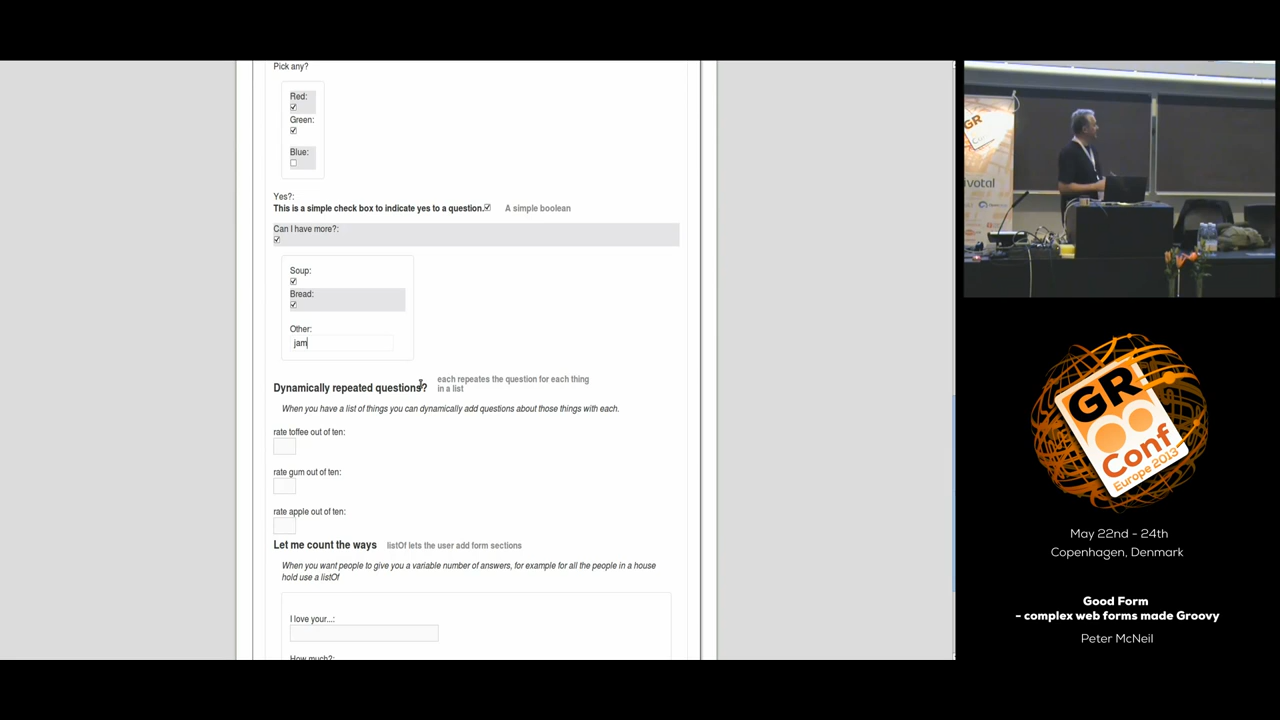 Pick any?
Red:
Green:
Blue:
Yes?:
This is a simple check box to indicate yes to a question.
A simple boolean
Can I have more?:
Soup:
Bread:
Other:
jam
Dynamically repeated questions?
each repeates the question for each thing
in a list
When you have a list of things you can dynamically add questions about those things with each.
rate toffee out of ten:
rate gum out of ten:
rate apple out of ten:
Let me count the ways
listOf lets the user add form sections
When you want people to give you a variable number of answers, for example for all the people in a house
hold use a listOf
I love your...:
How much?:
GR
votal
GR
Conf
Europe 2013
May 22nd - 24th
Copenhagen, Denmark
Good Form
- complex web forms made Groovy
Peter McNeil